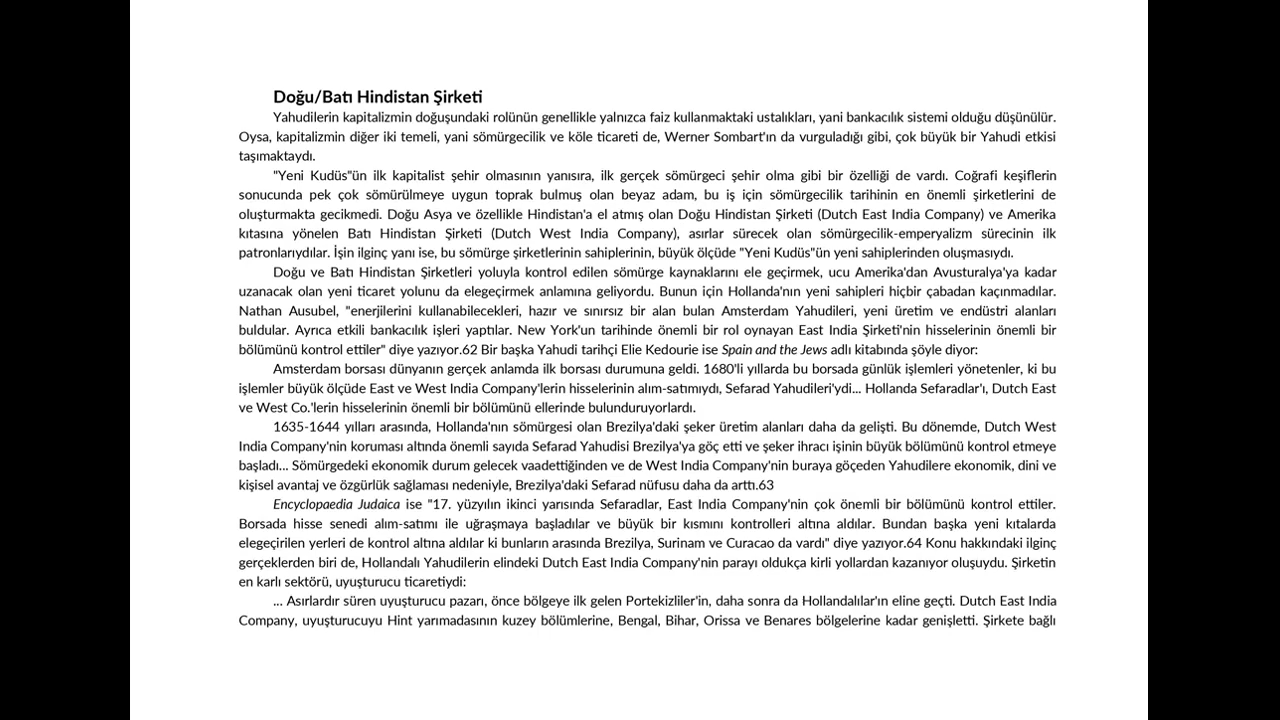 Doğu/Batı Hindistan Şirketi
Yahudilerin kapitalizmin doğuşundaki rolünün genellikle yalnızca faiz kullanmaktaki ustalıkları, yani bankacılık sistemi olduğu düşünülür.
Oysa, kapitalizmin diğer iki temeli, yani sömürgecilik ve köle ticareti de, Werner Sombart'ın da vurguladığı gibi, çok büyük bir Yahudi etkisi
taşımaktaydı.
"Yeni Kudüs"ün ilk kapitalist şehir olmasının yanısıra, ilk gerçek sömürgeci şehir olma gibi bir özelliği de vardı. Coğrafi keşiflerin
sonucunda pek çok sömürülmeye uygun toprak bulmuş olan beyaz adam, bu iş için sömürgecilik tarihinin en önemli şirketlerini de
oluşturmakta gecikmedi. Doğu Asya ve özellikle Hindistan'a el atmış olan Doğu Hindistan Şirketi (Dutch East India Company) ve Amerika
kıtasına yönelen Batı Hindistan Şirketi (Dutch West India Company), asırlar sürecek olan sömürgecilik-emperyalizm sürecinin ilk
patronlarıydılar. İşin ilginç yanı ise, bu sömürge şirketlerinin sahiplerinin, büyük ölçüde "Yeni Kudüs"ün yeni sahiplerinden oluşmasıydı.
Doğu ve Batı Hindistan Şirketleri yoluyla kontrol edilen sömürge kaynaklarını ele geçirmek, ucu Amerika'dan Avusturalya'ya kadar
uzanacak olan yeni ticaret yolunu da elegeçirmek anlamına geliyordu. Bunun için Hollanda'nın yeni sahipleri hiçbir çabadan kaçınmadılar.
Nathan Ausubel, "enerjilerini kullanabilecekleri, hazır ve sınırsız bir alan bulan Amsterdam Yahudileri, yeni üretim ve endüstri alanları
buldular. Ayrıca etkili bankacılık işleri yaptılar. New York'un tarihinde önemli bir rol oynayan East India Şirketi'nin hisselerinin önemli bir
bölümünü kontrol ettiler" diye yazıyor.62 Bir başka Yahudi tarihçi Elie Kedourie ise Spain and the Jews adlı kitabında şöyle diyor:
Amsterdam borsası dünyanın gerçek anlamda ilk borsası durumuna geldi. 1680'li yıllarda bu borsada günlük işlemleri yönetenler, ki bu
işlemler büyük ölçüde East ve West India Company'lerin hisselerinin alım-satmıydı, Sefarad Yahudileri'ydi... Hollanda Sefaradlar'ı, Dutch East
ve West Co.'lerin hisselerinin önemli bir bölümünü ellerinde bulunduruyorlardı.
1635-1644 yılları arasında, Hollanda'nın sömürgesi olan Brezilya'daki şeker üretim alanları daha da gelişti. Bu dönemde, Dutch West
India Company'nin koruması altında önemli sayıda Sefarad Yahudisi Brezilya'ya göç etti ve şeker ihracı işinin büyük bölümünü kontrol etmeye
başladı... Sömürgedeki ekonomik durum gelecek vaadettiğinden ve de West India Company'nin buraya göçeden Yahudilere ekonomik, dini ve
kişisel avantaj ve özgürlük sağlaması nedeniyle, Brezilya'daki Sefarad nüfusu daha da arttı.63
Encyclopaedia Judaica ise "17. yüzyılın ikinci yarısında Sefaradlar, East India Company'nin çok önemli bir bölümünü kontrol ettiler.
Borsada hisse senedi alım-satımı ile uğraşmaya başladılar ve büyük bir kısmını kontrolleri altına aldılar. Bundan başka yeni kıtalarda
elegeçirilen yerleri de kontrol altına aldılar ki bunların arasında Brezilya, Surinam ve Curacao da vardı" diye yazıyor.64 Konu hakkındaki ilginç
gerçeklerden biri de, Hollandalı Yahudilerin elindeki Dutch East India Company'nin parayı oldukça kirli yollardan kazanıyor oluşuydu. Şirketin
en karlı sektörü, uyuşturucu ticaretiydi:
... Asırlardır süren uyuşturucu pazarı, önce bölgeye ilk gelen Portekizliler'in, daha sonra da Hollandalılar'ın eline geçti. Dutch East India
Company, uyuşturucuyu Hint yarımadasının kuzey bölümlerine, Bengal, Bihar, Orissa ve Benares bölgelerine kadar genişletti. Şirkete bağlı